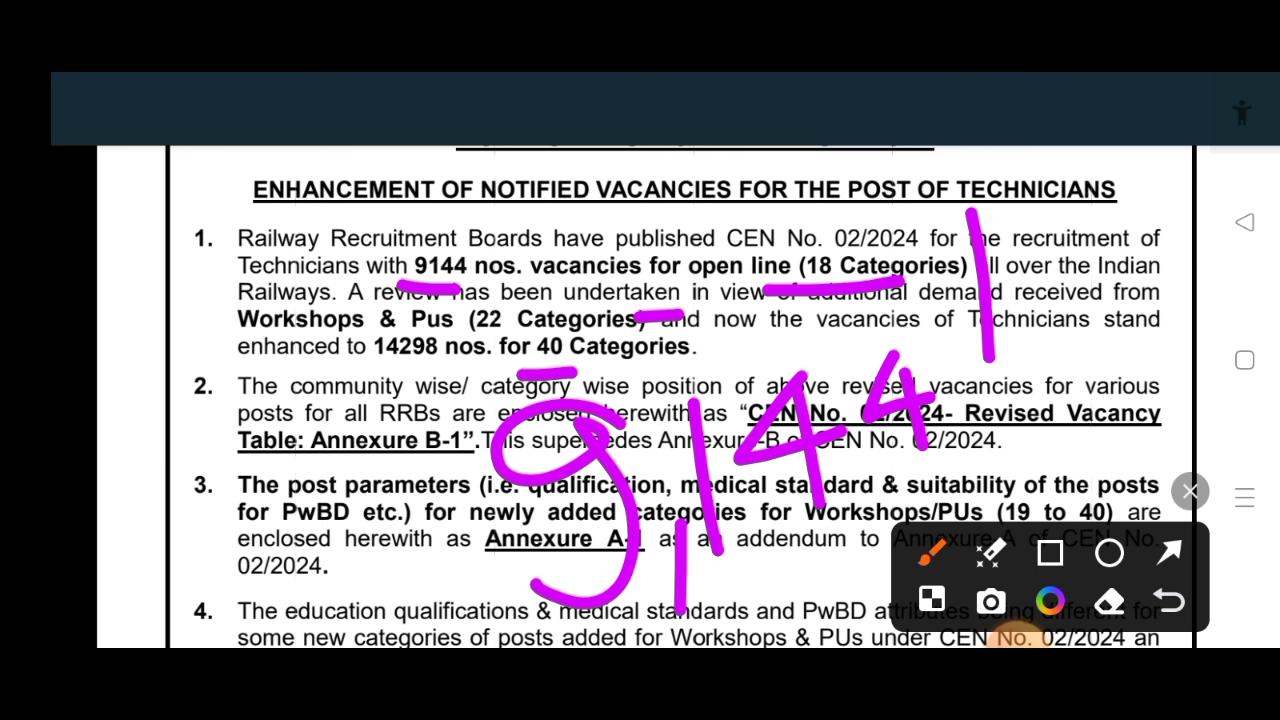 ENHANCEMENT OF NOTIFIED VACANCIES FOR THE POST OF TECHNICIANS
1. Railway Recruitment Boards have published CEN No. 02/2024 for the recruitment of
Technicians with 9144 nos. vacancies for open line (18 Categories) all over the Indian
Railways. A review has been undertaken in view of additional demand received from
Workshops & Pus (22 Categories) and now the vacancies of Technicians stand
enhanced to 14298 nos. for 40 Categories.
2. The community wise/ category wise position of above revised vacancies for various
posts for all RRBs are enclosed herewith as “CEN No. 02/2024- Revised Vacancy
Table: Annexure B-1”.This supersedes Annexure-B of CEN No. 02/2024.
9,144
3. The post parameters (i.e. qualification, medical standard & suitability of the posts
for PwBD etc.) for newly added categories for Workshops/PUs (19 to 40) are
enclosed herewith as Annexure A-I as an addendum to Annexure-A of CEN No.
02/2024.
4. The education qualifications & medical standards and PwBD attributes being different for
some new categories of posts added for Workshops & PUs under CEN No. 02/2024 an